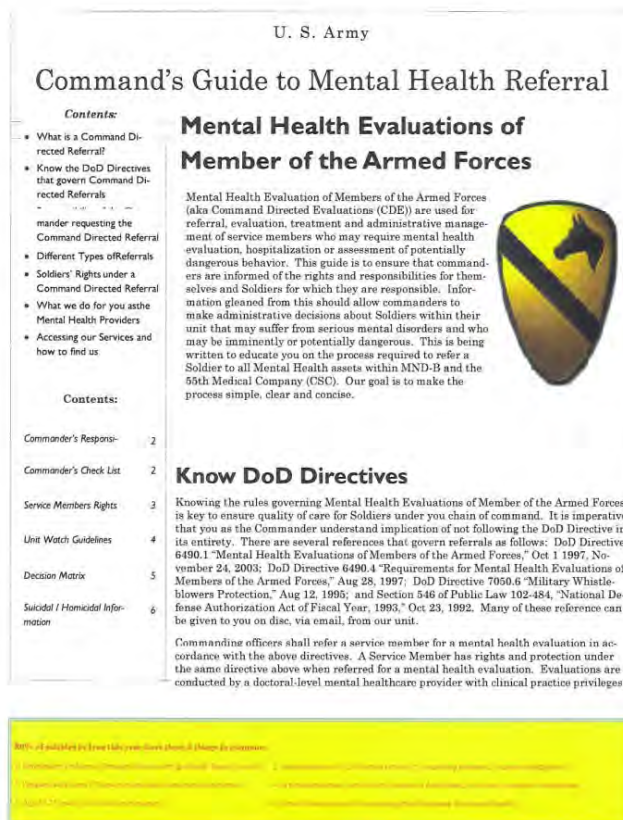 U. S. Army
Command's Guide to Mental Health Referral
Contents:
• What is a Command Di-
rected Referral?
• Know the DoD Directives
that govern Command Di-
rected Referrals
mander requesting the
Command Directed Referral
• Different Types ofReferrals
• Soldiers' Rights under a
Command Directed Referral
• What we do for you asthe
Mental Health Providers
• Accessing our Services and
how to find us
Contents:
Commander's Responsi- 2
Commander's Check List 2
Service Members Rights 3
Unit Watch Guidelines 4
Decision Matrix 5
Suicidal / Homicidal Infor- 6
mation
Mental Health Evaluations of
Member of the Armed Forces
Mental Health Evaluation of Members of the Armed Forces
(aka Command Directed Evaluations (CDE)) are used for
referral, evaluation, treatment and administrative manage-
ment of service members who may require mental health
evaluation, hospitalization or assessment of potentially
dangerous behavior. This guide is to ensure that command-
ers are informed of the rights and responsibilities for them-
selves and Soldiers for which they are responsible. Infor-
mation gleaned from this should allow commanders to
make administrative decisions about Soldiers within their
unit that may suffer from serious mental disorders and who
may be imminently or potentially dangerous. This is being
written to educate you on the process required to refer a
Soldier to all Mental Health assets within MND-B and the
55th Medical Company (CSC). Our goal is to make the
process simple, clear and concise.
Know DoD Directives
Knowing the rules governing Mental Health Evaluations of Member of the Armed Forces
is key to ensure quality of care for Soldiers under you chain of command. It is imperative
that you as the Commander understand implication of not following the DoD Directive in
its entirety. There are several references that govern referrals as follows: DoD Directive
6490.1 "Mental Health Evaluations of Members of the Armed Forces," Oct 1 1997, No-
vember 24, 2003; DoD Directive 6490.4 "Requirements for Mental Health Evaluations of
Members of the Armed Forces," Aug 28, 1997; DoD Directive 7050.6 "Military Whistle-
blowers Protection," Aug 12, 1995; and Section 546 of Public Law 102-484, "National De-
fense Authorization Act of Fiscal Year, 1993," Oct 23, 1992. Many of these reference can
be given to you on disc, via email, from our unit.
Commanding officers shall refer a service member for a mental health evaluation in ac-
cordance with the above directives. A Service Member has rights and protection under
the same directive above when referred for a mental health evaluation. Evaluations are
conducted by a doctoral-level mental healthcare provider with clinical practice privileges